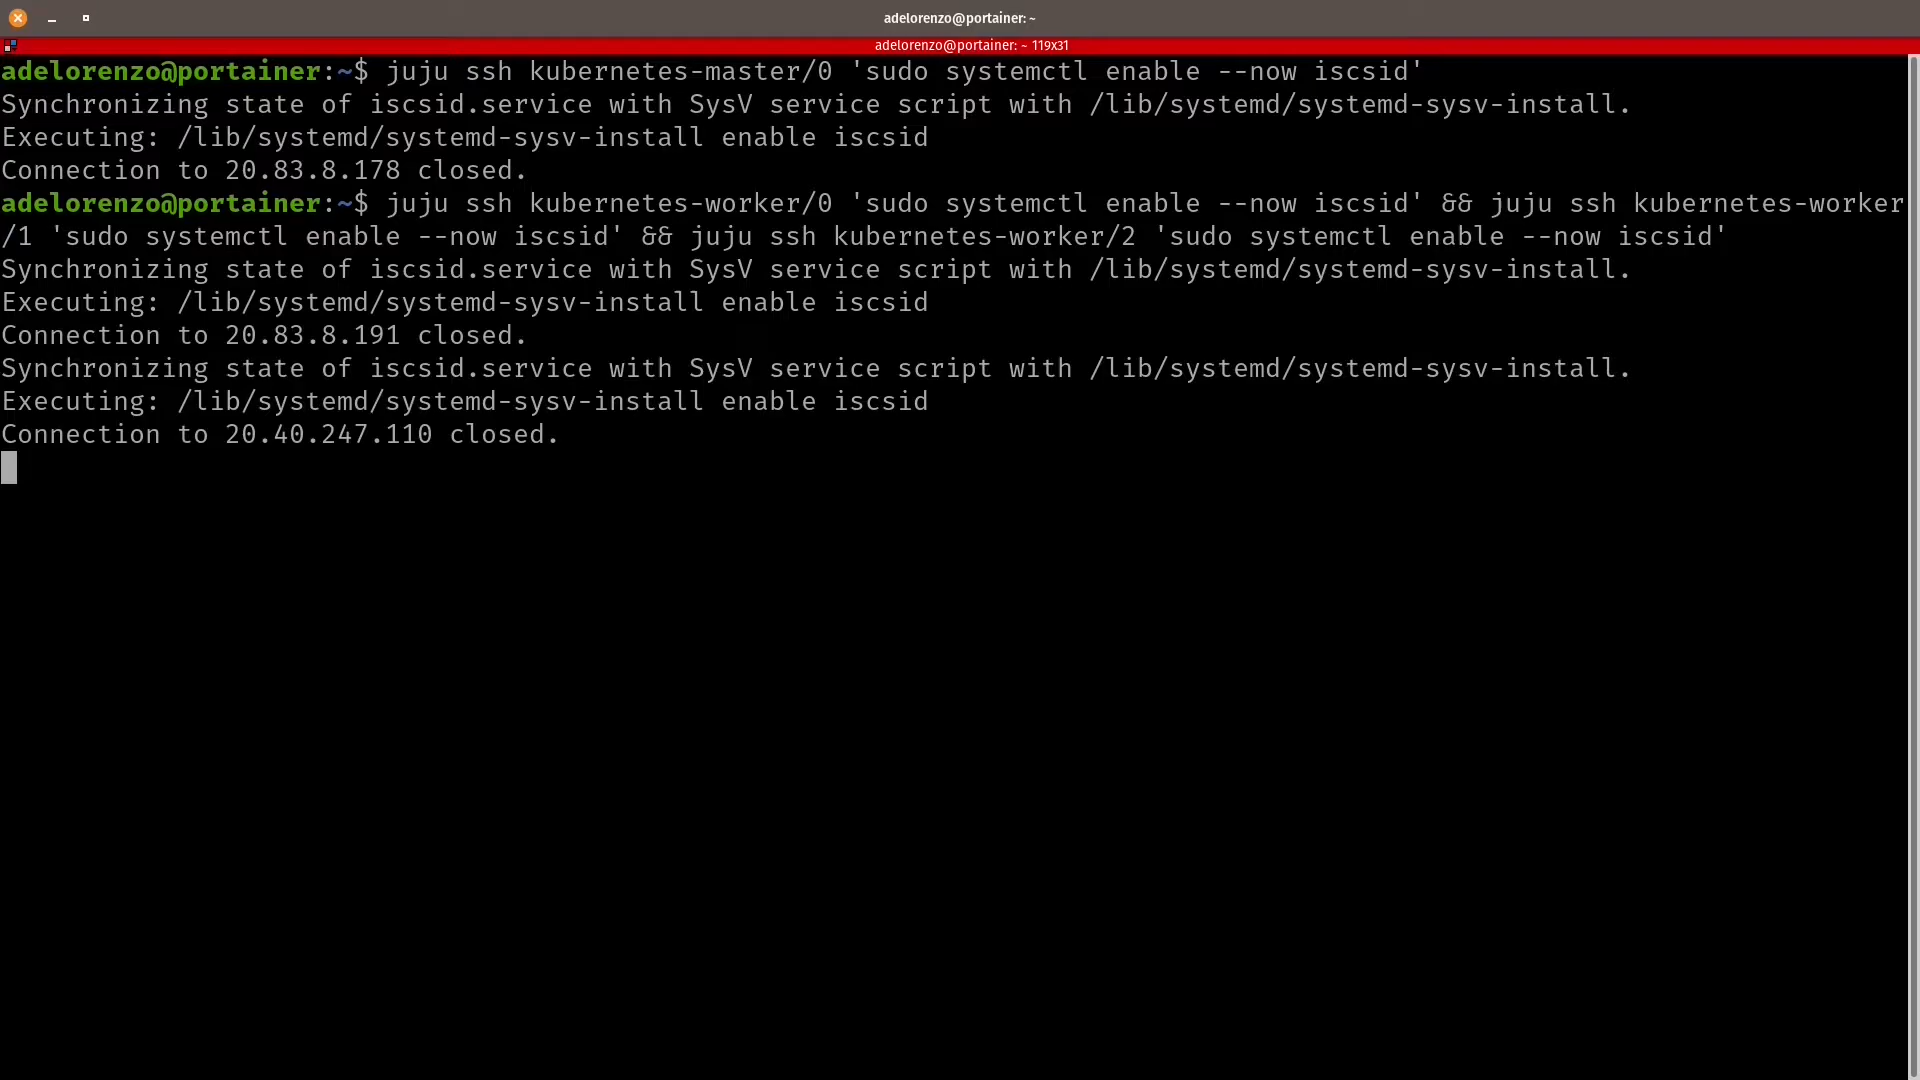 adelorenzo@portainer: ~
adelorenzo@portainer: ~ 119x31
adelorenzo@portainer:~$ juju ssh kubernetes-master/0 'sudo systemctl enable --now iscsid'
Synchronizing state of iscsid.service with SysV service script with /lib/systemd/systemd-sysv-install.
Executing: /lib/systemd/systemd-sysv-install enable iscsid
Connection to 20.83.8.178 closed.
adelorenzo@portainer:~$ juju ssh kubernetes-worker/0 'sudo systemctl enable --now iscsid' && juju ssh kubernetes-worker
/1 'sudo systemctl enable --now iscsid' && juju ssh kubernetes-worker/2 'sudo systemctl enable --now iscsid'
Synchronizing state of iscsid.service with SysV service script with /lib/systemd/systemd-sysv-install.
Executing: /lib/systemd/systemd-sysv-install enable iscsid
Connection to 20.83.8.191 closed.
Synchronizing state of iscsid.service with SysV service script with /lib/systemd/systemd-sysv-install.
Executing: /lib/systemd/systemd-sysv-install enable iscsid
Connection to 20.40.247.110 closed.